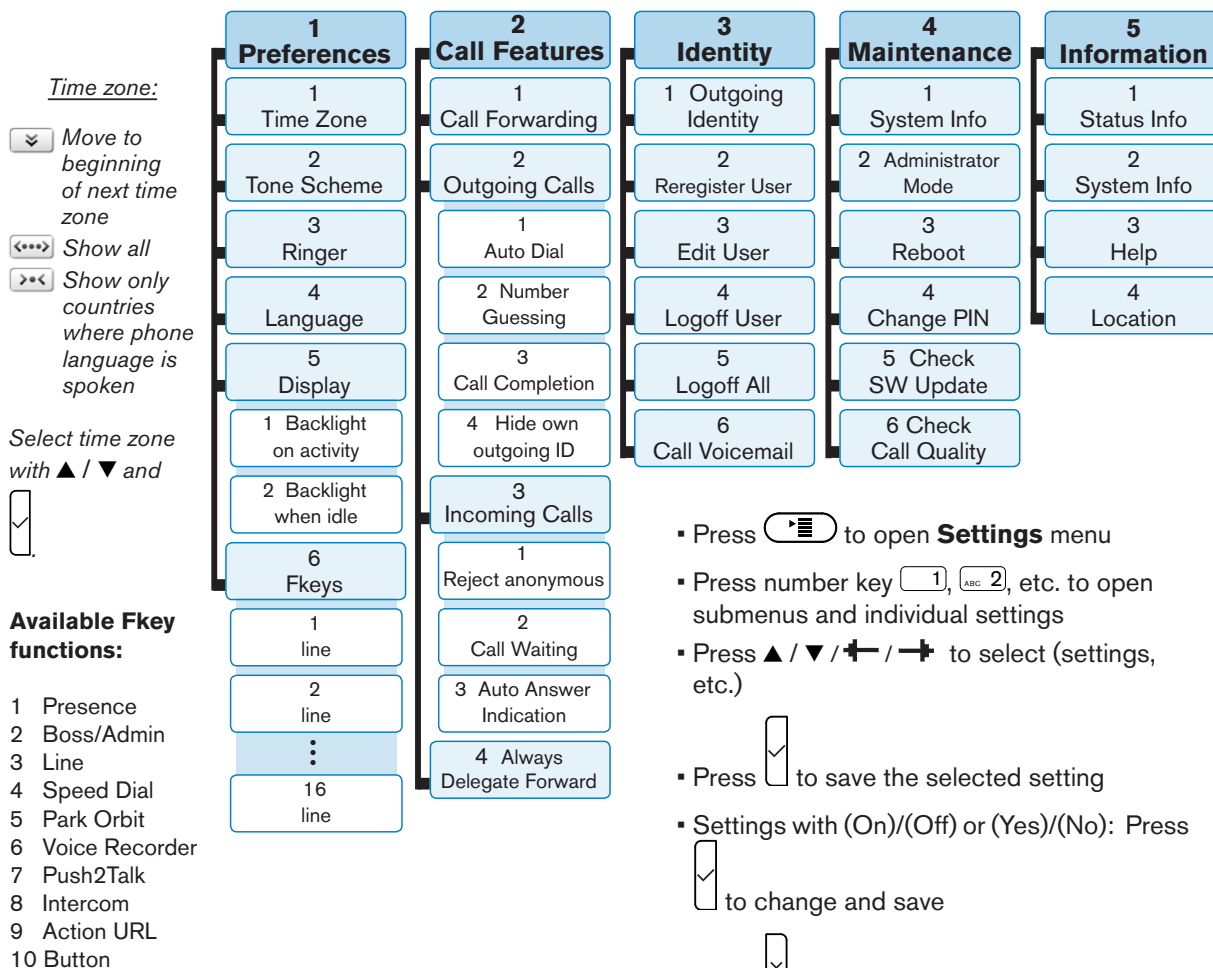 Time zone:
Move to
beginning
of next time
zone
Show all
Show only
countries
where phone
language is
spoken
Select time zone
with ▲ / ▼ and
.
Available Fkey
functions:
1 Presence
2 Boss/Admin
3 Line
4 Speed Dial
5 Park Orbit
6 Voice Recorder
7 Push2Talk
8 Intercom
9 Action URL
10 Button
1
Preferences
1
Time Zone
2
Tone Scheme
3
Ringer
4
Language
5
Display
1 Backlight
on activity
2 Backlight
when idle
6
Fkeys
1
line
2
line
16
line
2
Call Features
1
Call Forwarding
2
Outgoing Calls
1
Auto Dial
2 Number
Guessing
3
Call Completion
4 Hide own
outgoing ID
3
Incoming Calls
1
Reject anonymous
2
Call Waiting
3 Auto Answer
Indication
4 Always
Delegate Forward
3
Identity
1 Outgoing
Identity
2
Reregister User
3
Edit User
4
Logoff User
5
Logoff All
6
Call Voicemail
4
Maintenance
1
System Info
2 Administrator
Mode
3
Reboot
4
Change PIN
5 Check
SW Update
6 Check
Call Quality
5
Information
1
Status Info
2
System Info
3
Help
4
Location
▪ Press to open Settings menu
▪ Press number key 1, ABC 2, etc. to open
submenus and individual settings
▪ Press ▲ / ▼ / / to select (settings,
etc.)
▪ Press to save the selected setting
▪ Settings with (On)/(Off) or (Yes)/(No): Press
to change and save